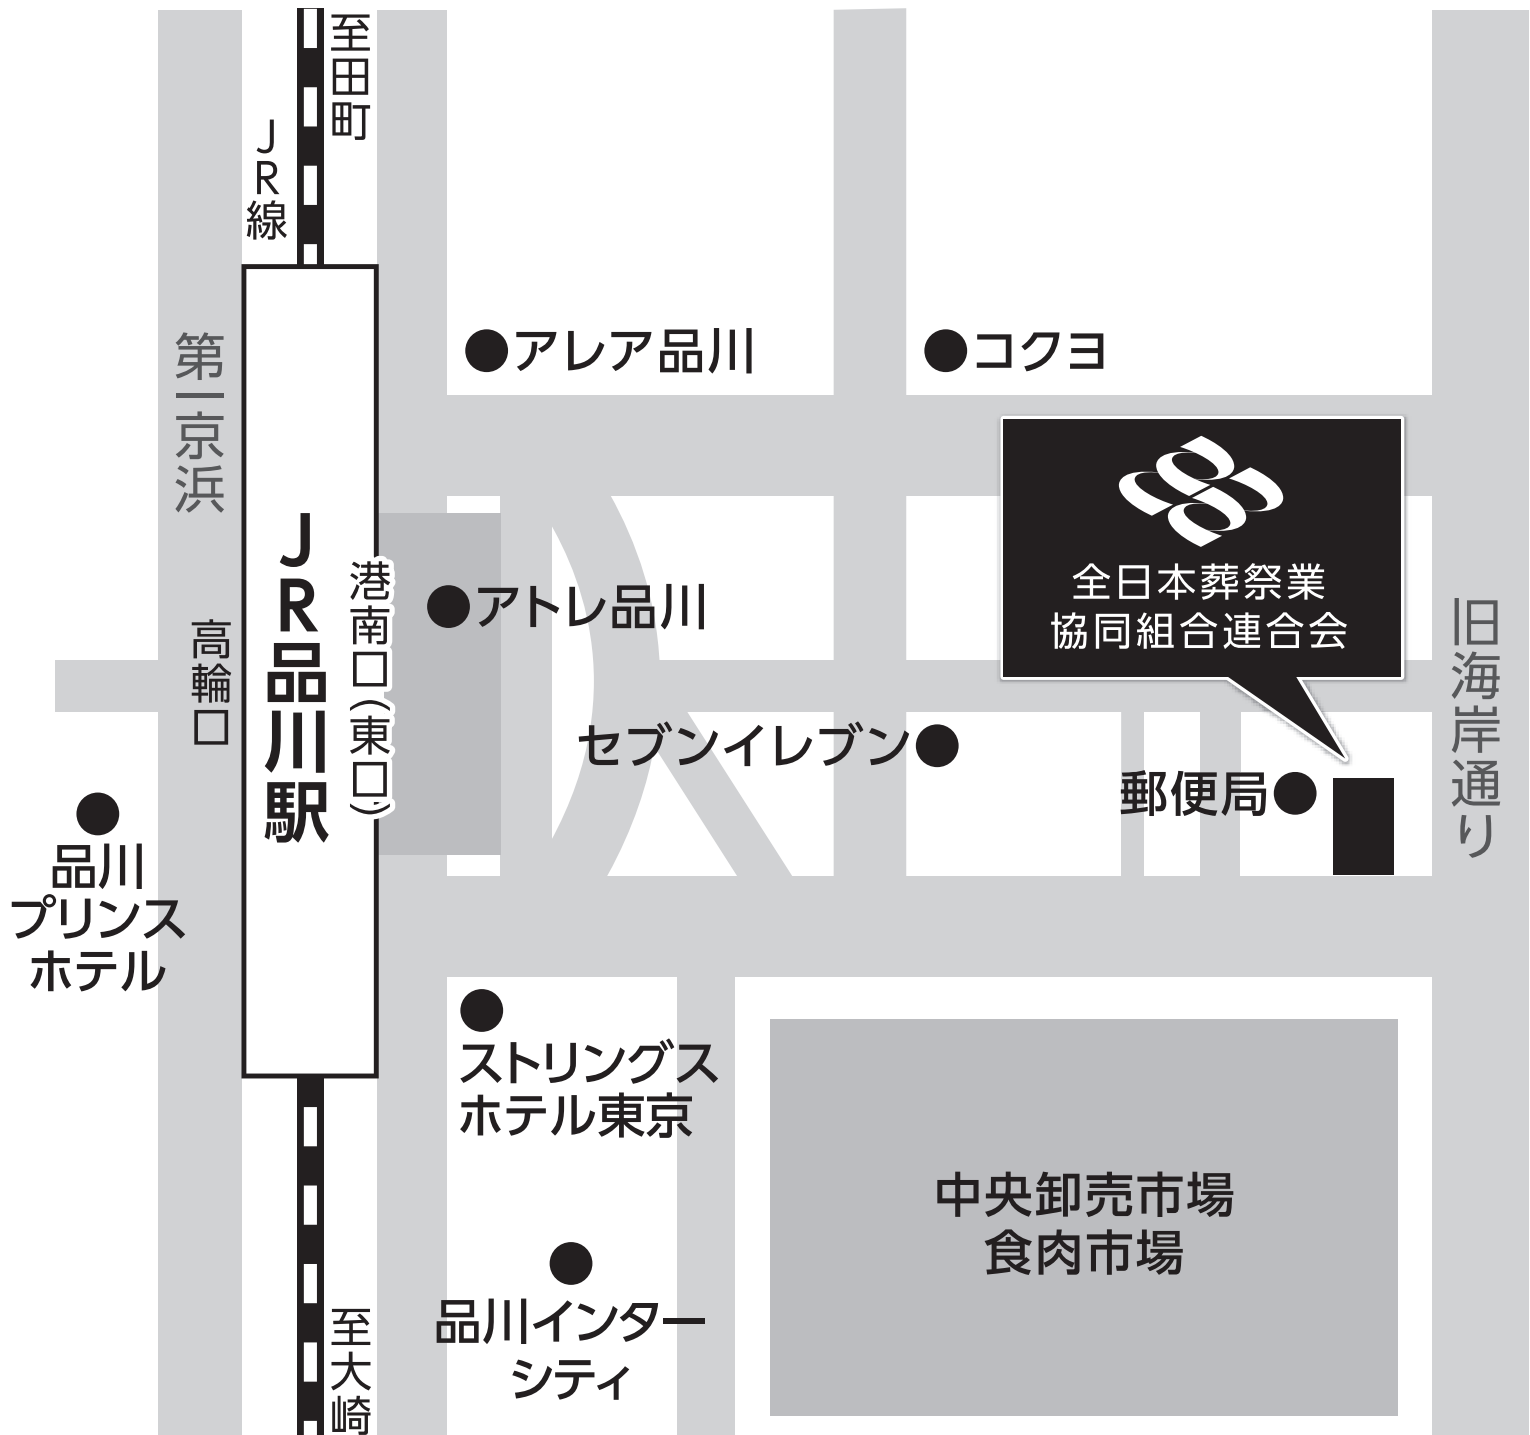 至田町
JR線
第一京浜
アレア品川
コクヨ
全日本葬祭業
協同組合連合会
JR品川駅
港南口(東口)
アトレ品川
高輪口
旧海岸通り
セブンイレブン
郵便局
品川
プリンス
ホテル
ストリングス
ホテル東京
中央卸売市場
食肉市場
品川インター
シティ
至大崎